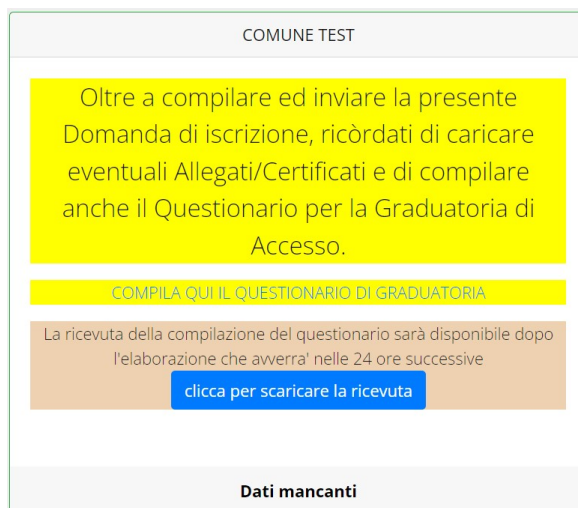 COMUNE TEST
Oltre a compilare ed inviare la presente
Domanda di iscrizione, ricòrdati di caricare
eventuali Allegati/Certificati e di compilare
anche il Questionario per la Graduatoria di
Accesso.
COMPILA QUI IL QUESTIONARIO DI GRADUATORIA
La ricevuta della compilazione del questionario sarà disponibile dopo
l'elaborazione che avverra' nelle 24 ore successive
clicca per scaricare la ricevuta
Dati mancanti